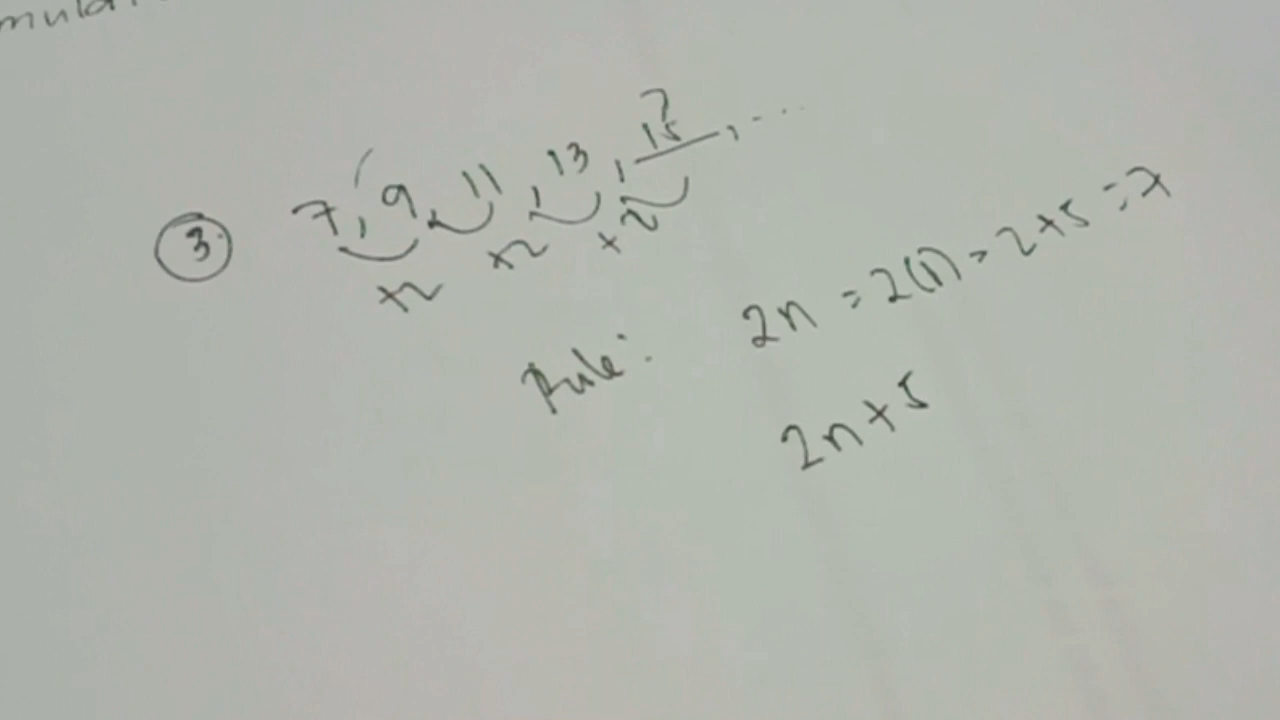 ③ 7, 9, 11, 13, 15, ...
?
+2 +2 +2
Rule: 2n = 2(1) = 2+5 = 7
2n+5